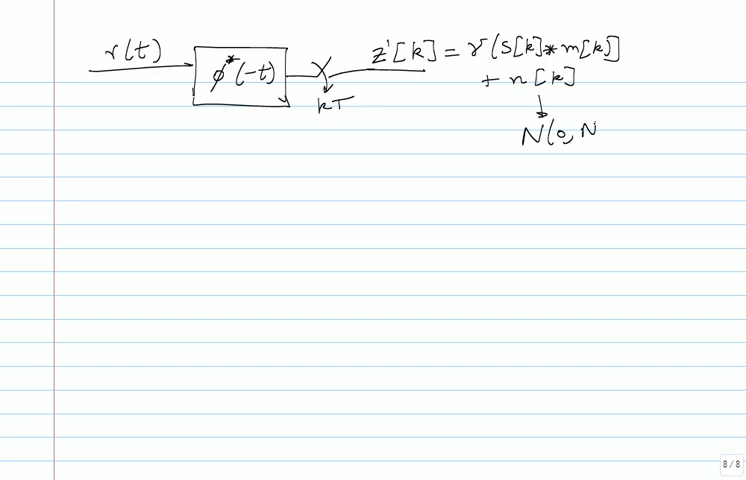 r(t) ϕ*(-t) kT z'[k] = γ(s[k]*m[k]]
+ n[k]
N(0, N
8/8